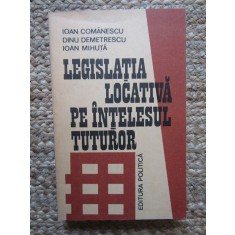 IOAN COMĂNESCU
DINU DEMETRESCU
IOAN MIHUȚĂ
LEGISLAȚIA
LOCATIVĂ
PE ÎNȚELESUL
TUTUROR
EDITURA POLITICĂ